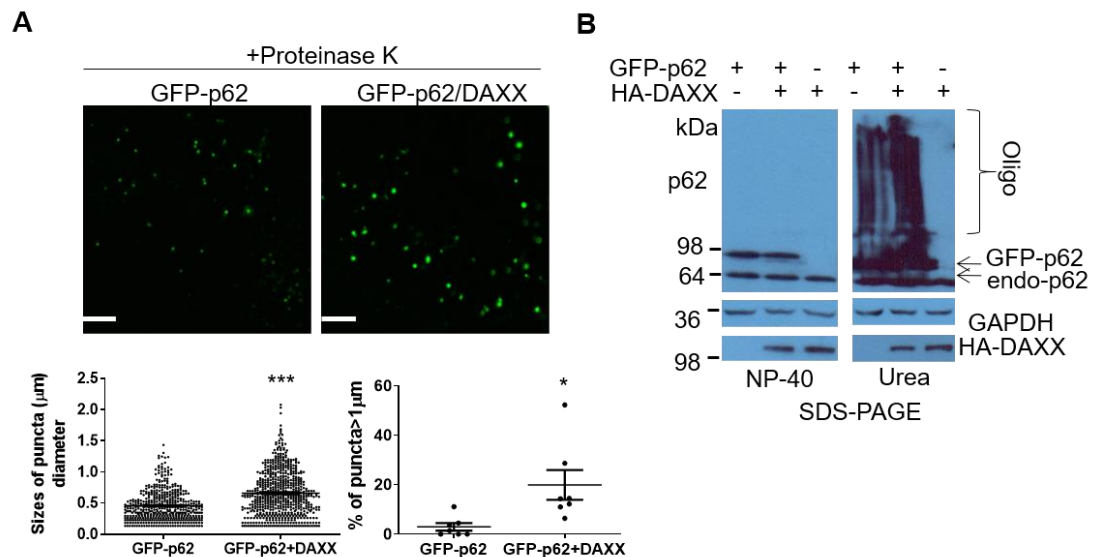 A
+Proteinase K
GFP-p62
GFP-p62/DAXX
Sizes of puncta (μm)
diameter
2.5
2.0
1.5
1.0
0.5
0.0
***
GFP-p62
GFP-p62+DAXX
% of puncta>1μm
60
40
20
0
*
GFP-p62
GFP-p62+DAXX
B
GFP-p62 + + - + + -
HA-DAXX - + + - + +
kDa
p62
98
64
36
98
Oligo
GFP-p62
endo-p62
GAPDH
HA-DAXX
NP-40
Urea
SDS-PAGE